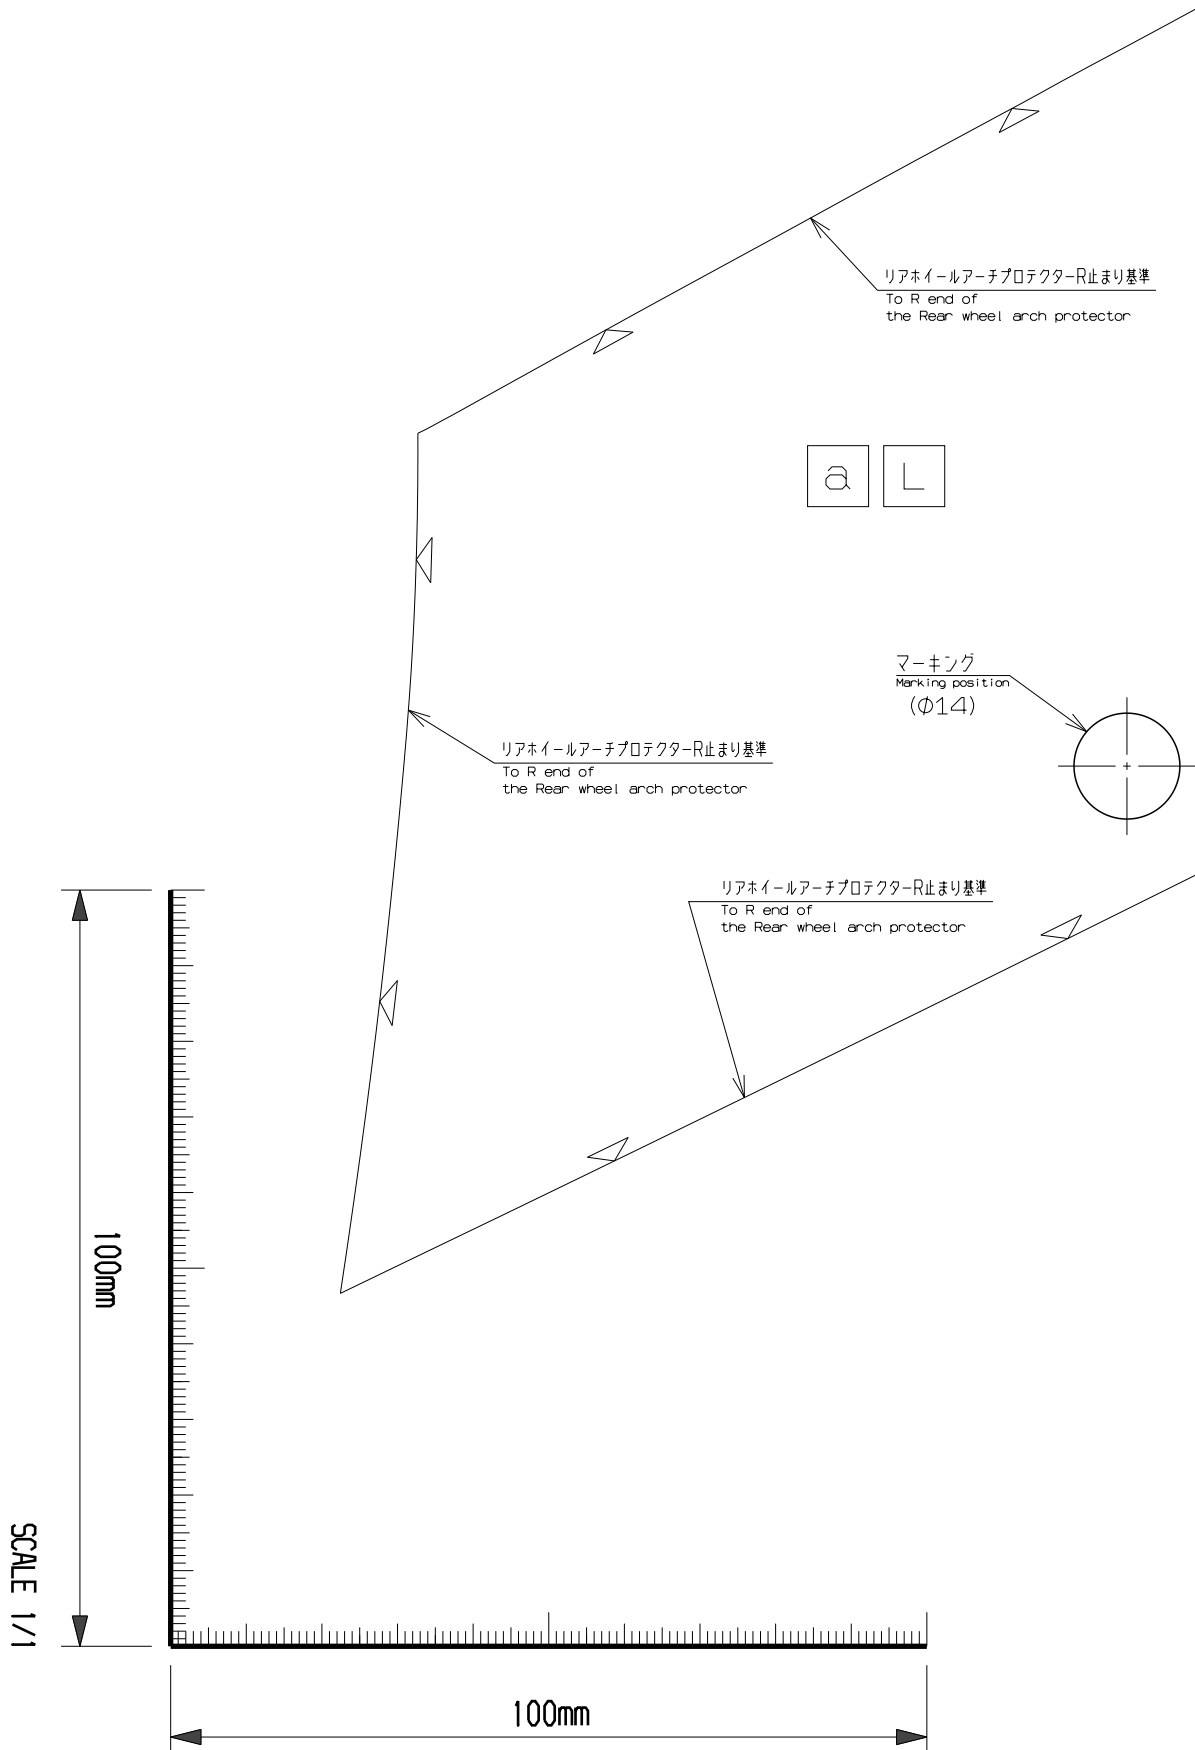 リアホイールアーチプロテクターR止まり基準
To R end of
the Rear wheel arch protector
a L
マーキング
Marking position
(Φ14)
リアホイールアーチプロテクターR止まり基準
To R end of
the Rear wheel arch protector
リアホイールアーチプロテクターR止まり基準
To R end of
the Rear wheel arch protector
100mm
SCALE 1/1
100mm